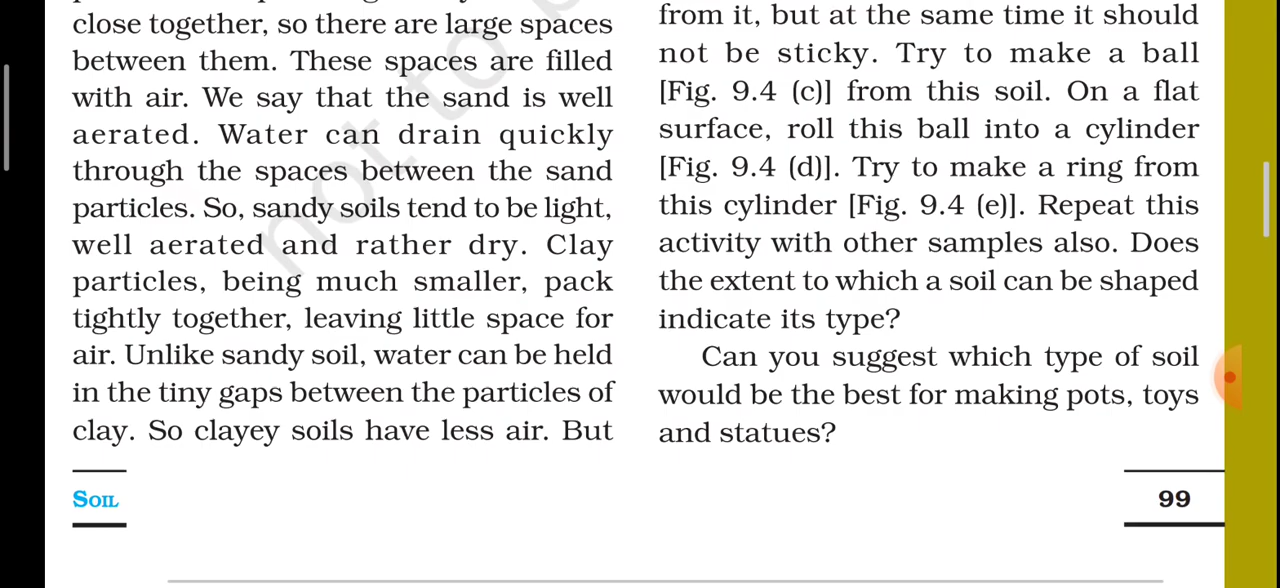 close together, so there are large spaces
between them. These spaces are filled
with air. We say that the sand is well
aerated. Water can drain quickly
through the spaces between the sand
particles. So, sandy soils tend to be light,
well aerated and rather dry. Clay
particles, being much smaller, pack
tightly together, leaving little space for
air. Unlike sandy soil, water can be held
in the tiny gaps between the particles of
clay. So clayey soils have less air. But
from it, but at the same time it should
not be sticky. Try to make a ball
[Fig. 9.4 (c)] from this soil. On a flat
surface, roll this ball into a cylinder
[Fig. 9.4 (d)]. Try to make a ring from
this cylinder [Fig. 9.4 (e)]. Repeat this
activity with other samples also. Does
the extent to which a soil can be shaped
indicate its type?
Can you suggest which type of soil
would be the best for making pots, toys
and statues?
SOIL
99
not to